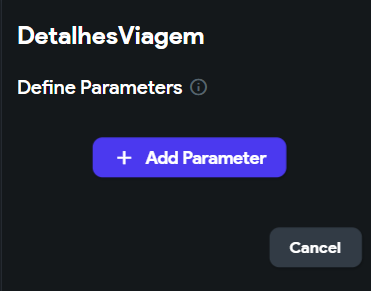 DetalhesViagem
Define Parameters
+ Add Parameter
Cancel